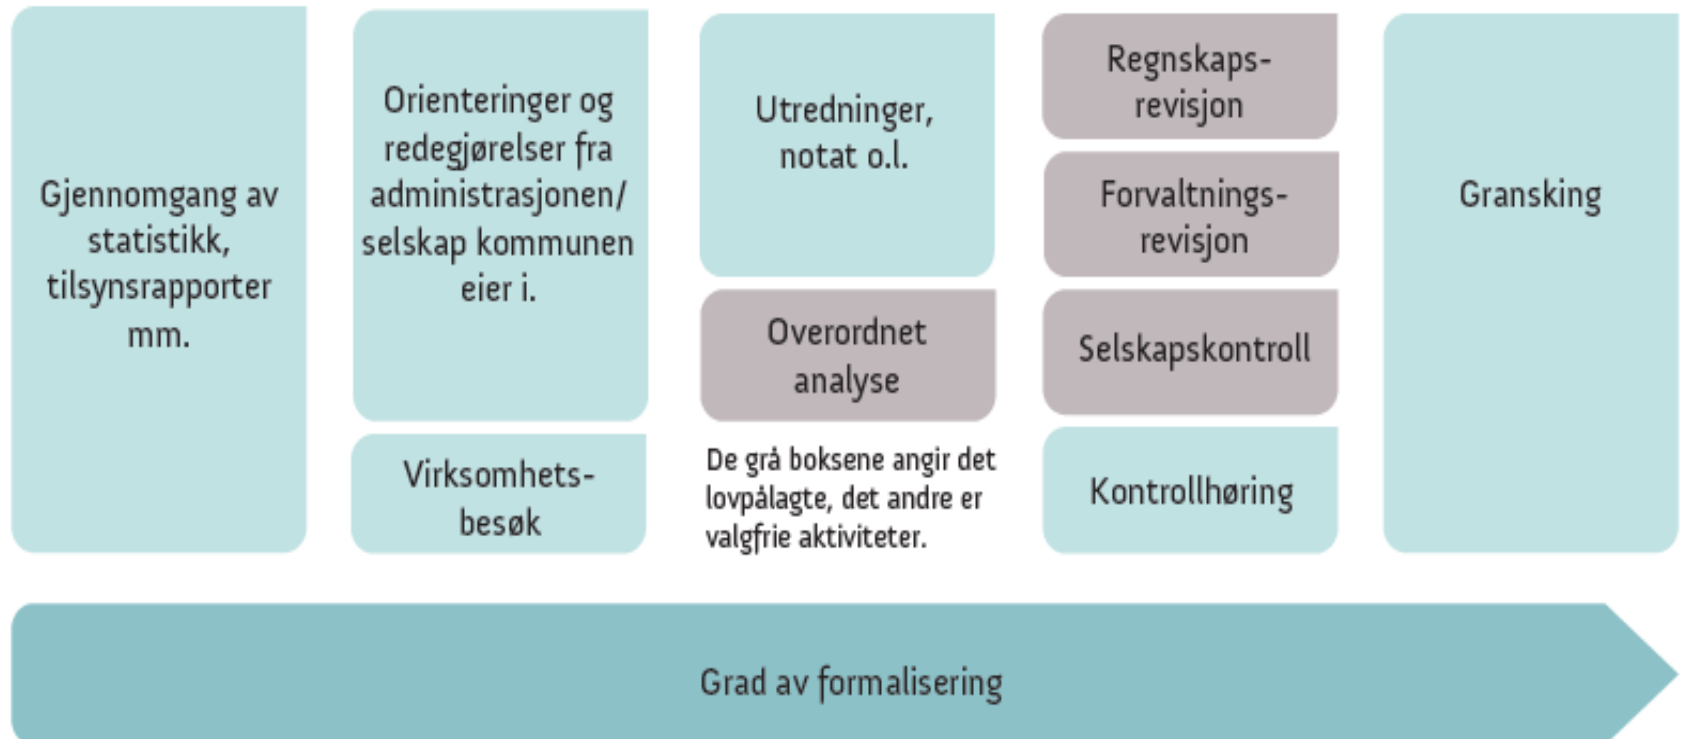 Gjennomgang av
statistikk,
tilsynsrapporter
mm.
Orienteringer og
redegjørelser fra
administrasjonen/
selskap kommunen
eier i.
Virksomhets-
besøk
Utredninger,
notat o.l.
Overordnet
analyse
De grå boksene angir det
lovpålagte, det andre er
valgfrie aktiviteter.
Regnskaps-
revisjon
Forvaltnings-
revisjon
Selskapskontroll
Kontrollhøring
Gransking
Grad av formalisering